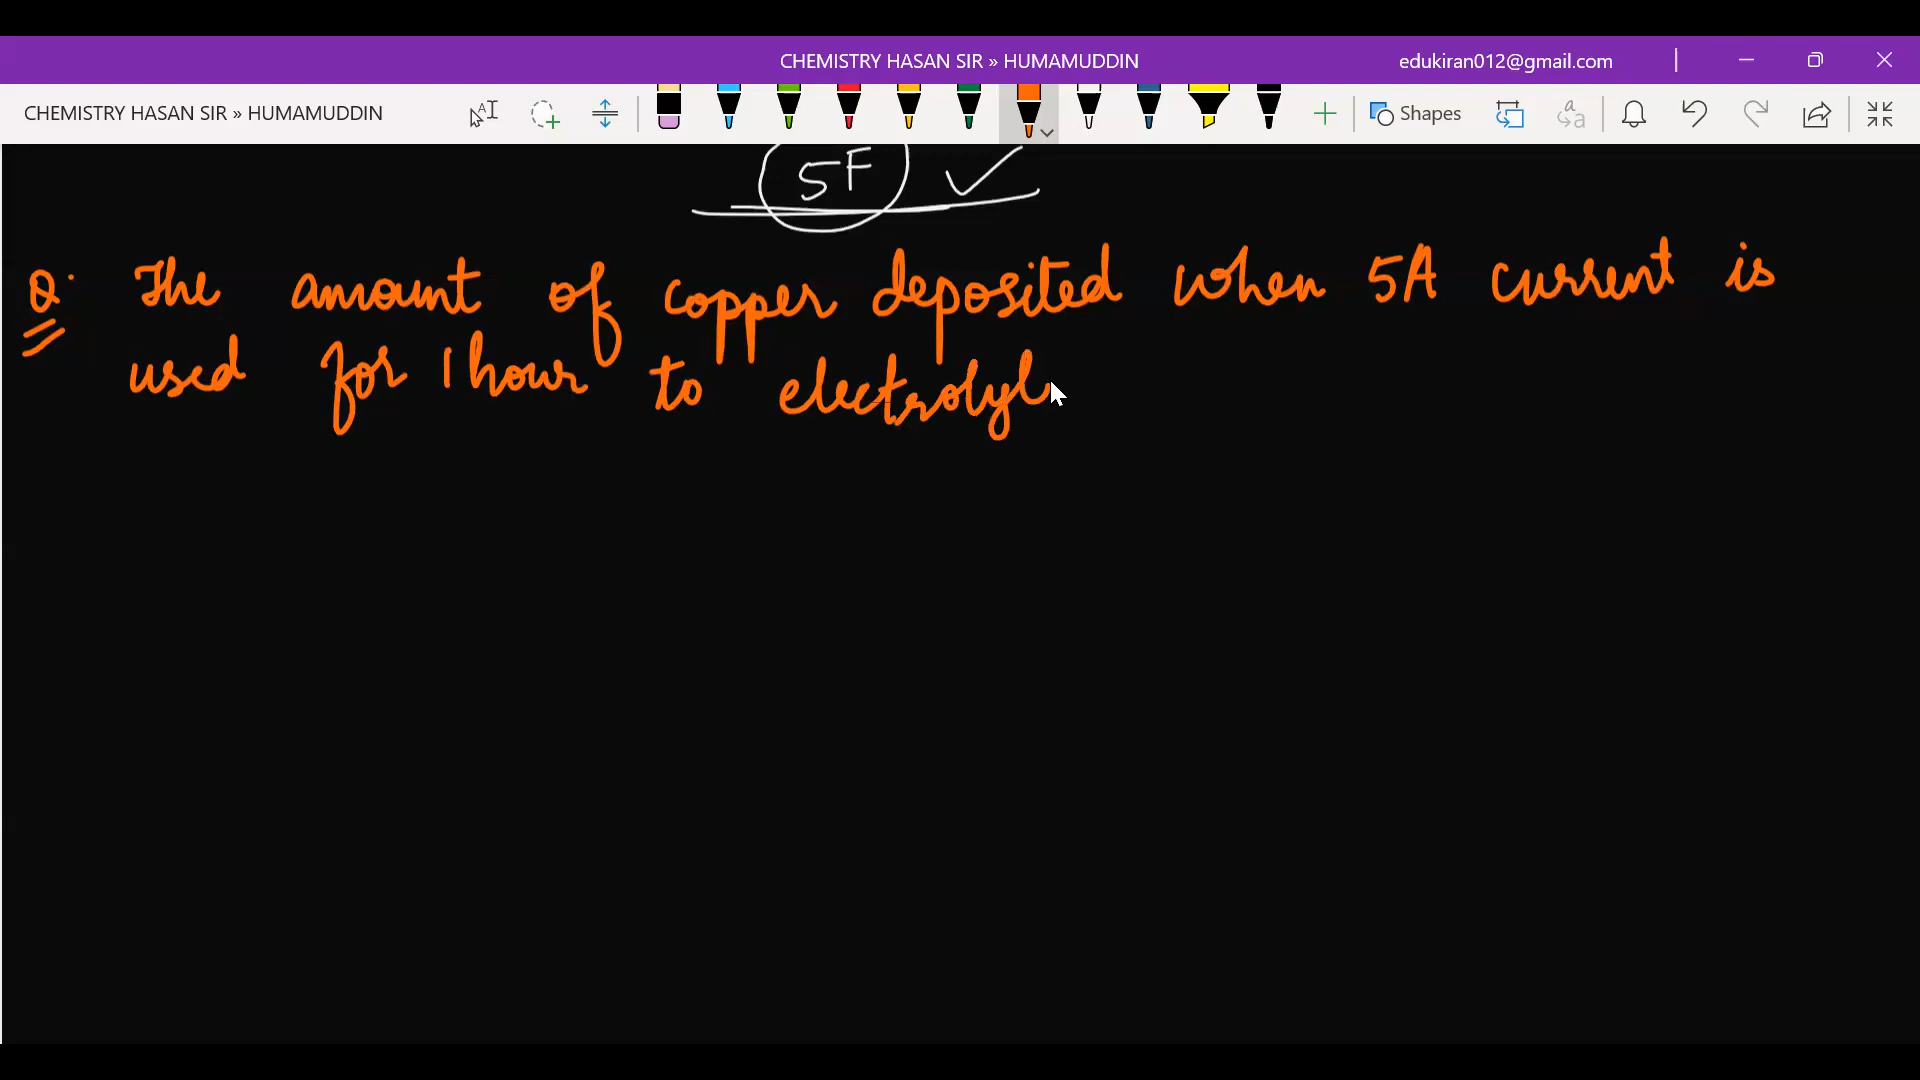 CHEMISTRY HASAN SIR » HUMAMUDDIN
edukiran012@gmail.com
CHEMISTRY HASAN SIR » HUMAMUDDIN
Shapes
5F
Q. The amount of copper deposited when 5A current is
used for 1 hour to electrolyt